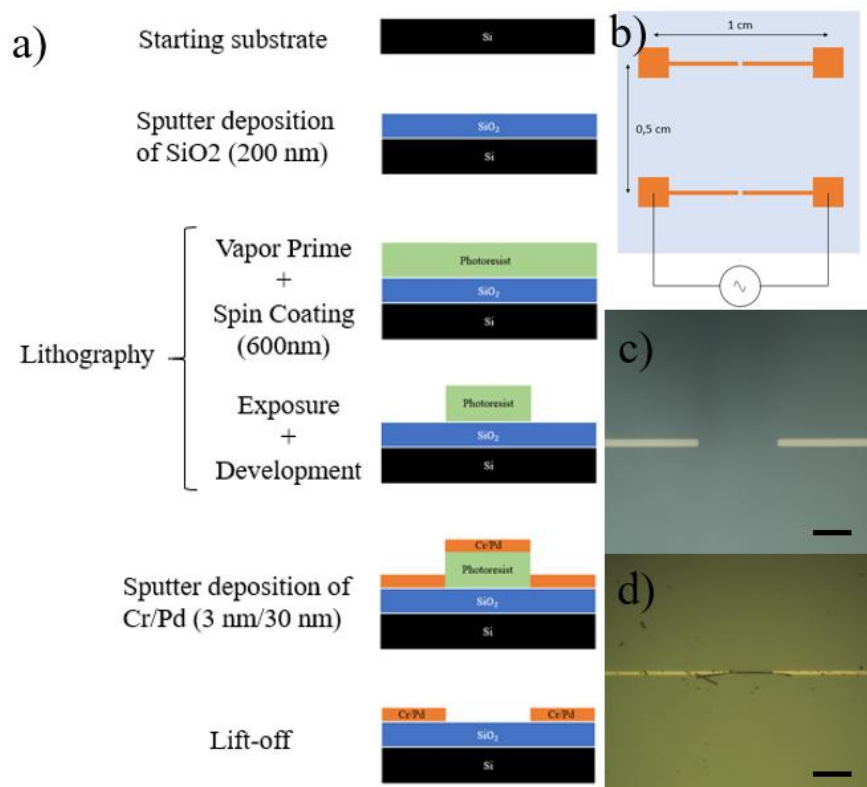 a)
Starting substrate
Si
Sputter deposition
of SiO2 (200 nm)
SiO₂
Si
Lithography
Vapor Prime
+
Spin Coating
(600nm)
Photoresist
SiO₂
Si
Exposure
+
Development
Photoresist
SiO₂
Si
Sputter deposition of
Cr/Pd (3 nm/30 nm)
Cr/Pd
Photoresist
SiO₂
Si
Lift-off
Cr/Pd
Cr/Pd
SiO₂
Si
b)
1 cm
0,5 cm
c)
d)